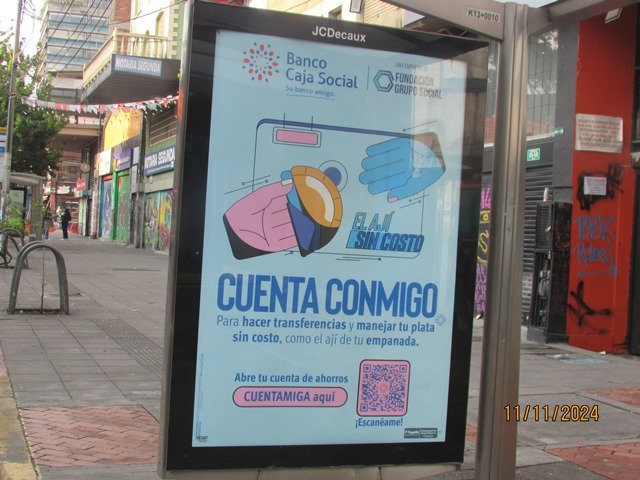 K13+0010
JCDecaux
NOTARIA SEGUNDA
NOTARIA SEGUNDA
Banco
Caja Social
Su banco amigo.
UNA EMPRESA
FUNDACIÓN
GRUPO SOCIAL
EL AJÍ
SIN COSTO
CUENTA CONMIGO
Para hacer transferencias y manejar tu plata
sin costo, como el ají de tu empanada.
Abre tu cuenta de ahorros
CUENTAMIGA aquí
¡Escanéame!
11/11/2024